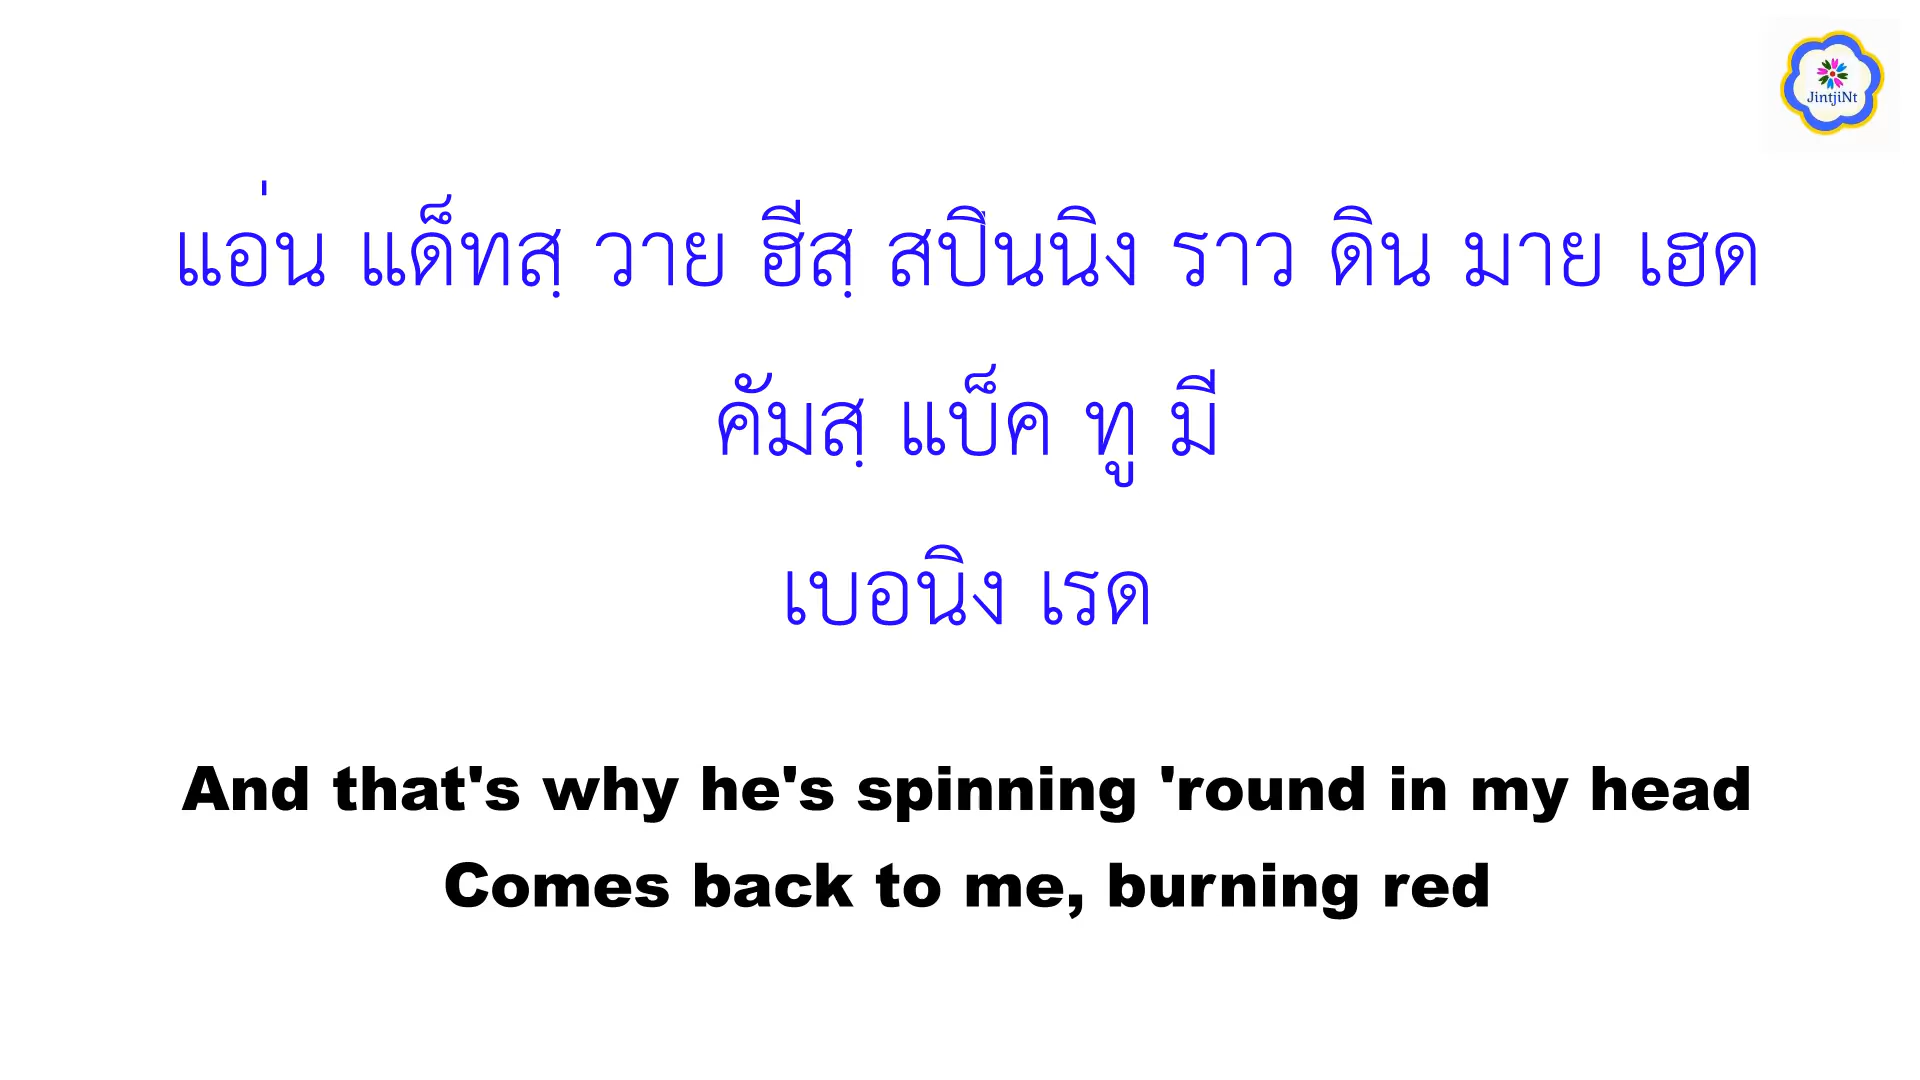 JintjiNt
แอ่น แด็ทสฺ วาย ฮีสฺ สปินนิง ราว ดิน มาย เฮด
คัมสฺ แบ็ค ทู มี
เบอนิง เรด
And that's why he's spinning 'round in my head
Comes back to me, burning red